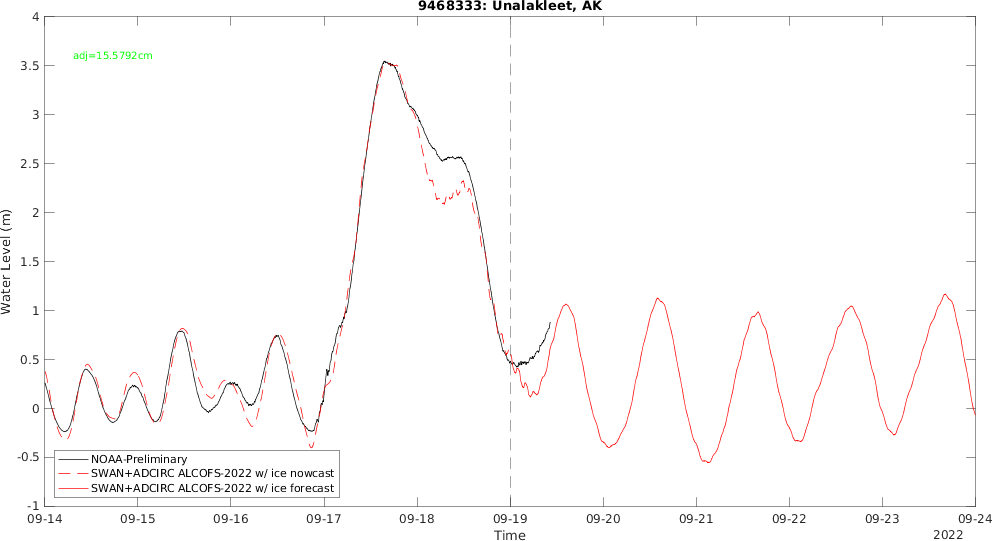 9468333: Unalakleet, AK
adj=15.5792cm
Water Level (m)
4
3.5
3
2.5
2
1.5
1
0.5
0
-0.5
-1
NOAA-Preliminary
SWAN+ADCIRC ALCOFS-2022 w/ ice nowcast
SWAN+ADCIRC ALCOFS-2022 w/ ice forecast
09-14 09-15 09-16 09-17 09-18 09-19 09-20 09-21 09-22 09-23 09-24
Time
2022